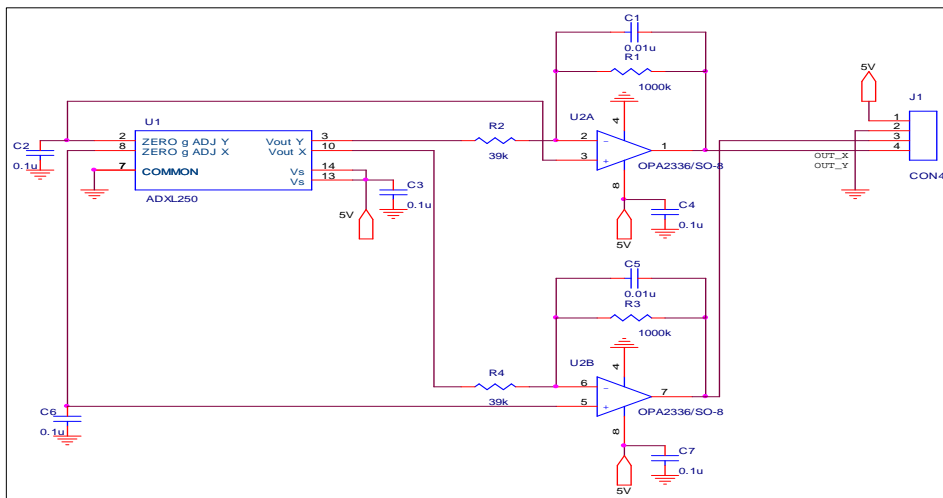 C1
0.01u
R1
1000k
5V
J1
U1
U2A
4
1
2
3
4
2
ZERO g ADJ Y
Vout Y
3
R2
2
8
ZERO g ADJ X
Vout X
10
1
C2
0.1u
39k
3
OUT_X
OUT_Y
7
COMMON
Vs
14
OPA2336/SO-8
CON4
Vs
13
C3
8
ADXL250
0.1u
C4
5V
0.1u
5V
C5
0.01u
R3
1000k
U2B
4
R4
6
7
39k
5
OPA2336/SO-8
C6
0.1u
8
C7
0.1u
5V